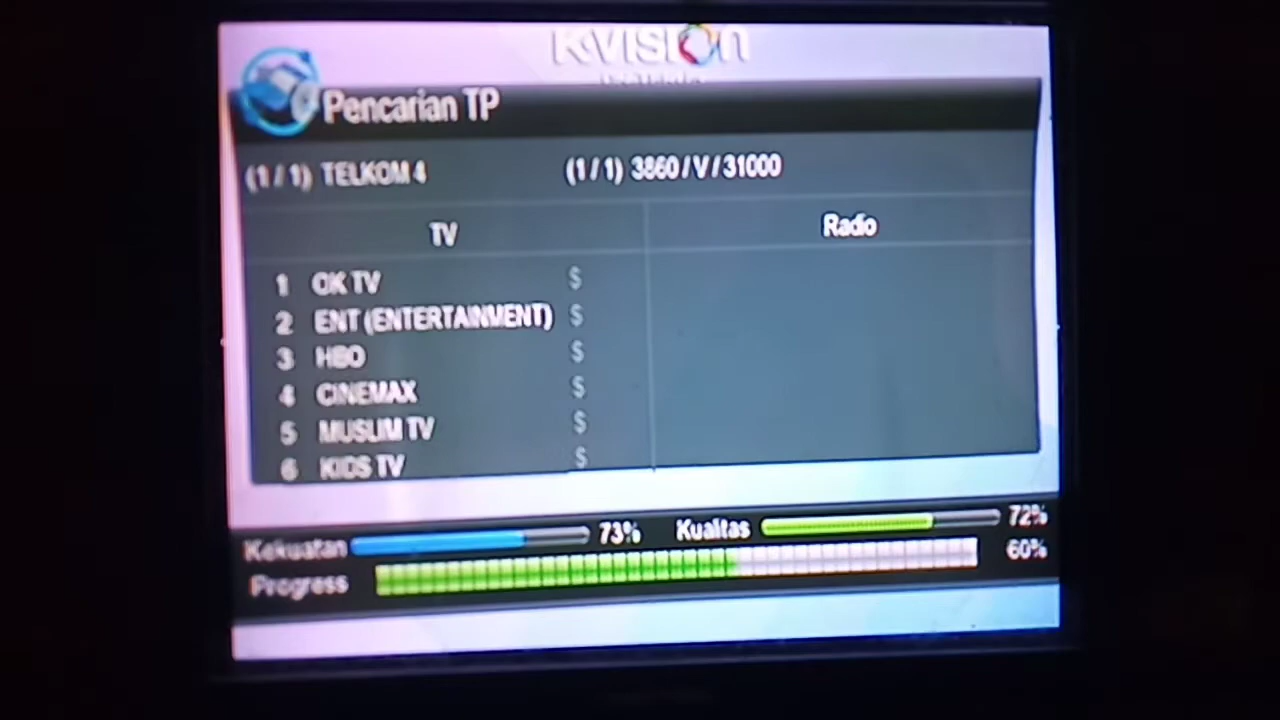 K-VISION
Pencarian TP
(1 / 1) TELKOM 4 (1 / 1) 3860 / V / 31000
TV Radio
1 OK TV $
2 ENT (ENTERTAINMENT) $
3 HBO $
4 CINEMAX $
5 MUSLIM TV $
6 KIDS TV $
Kekuatan 73% Kualitas 72%
Progress 60%